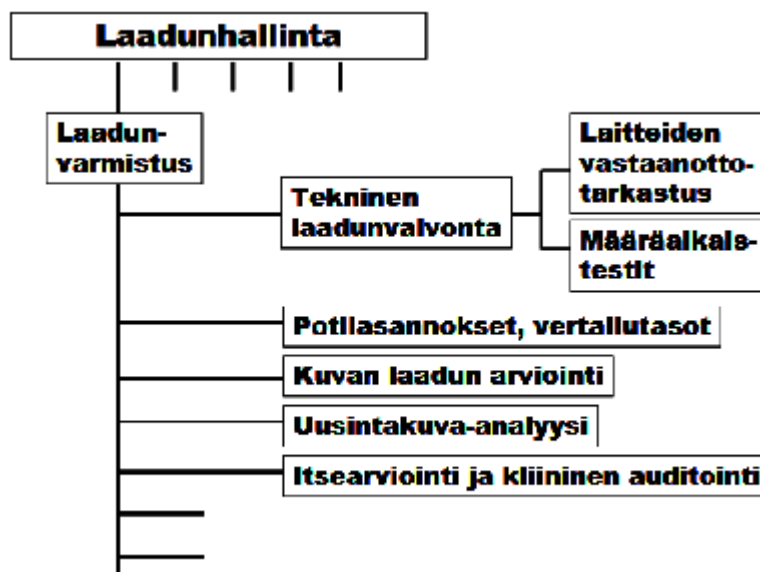 Laadunhallinta
Laadun-
varmistus
Tekninen
laadunvalvonta
Laitteiden
vastaanotto-
tarkastus
Määräaikais-
testit
Potilasannokset, vertailutasot
Kuvan laadun arviointi
Uusintakuva-analyysi
Itsearviointi ja kliininen auditointi